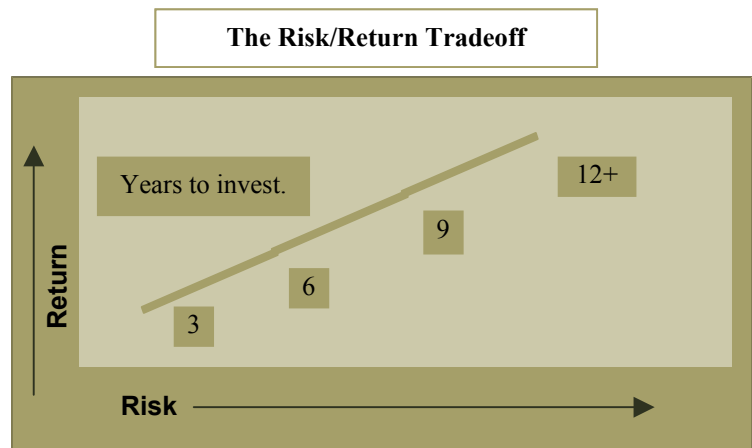 The Risk/Return Tradeoff
Years to invest.
12+
9
6
3
Return
Risk